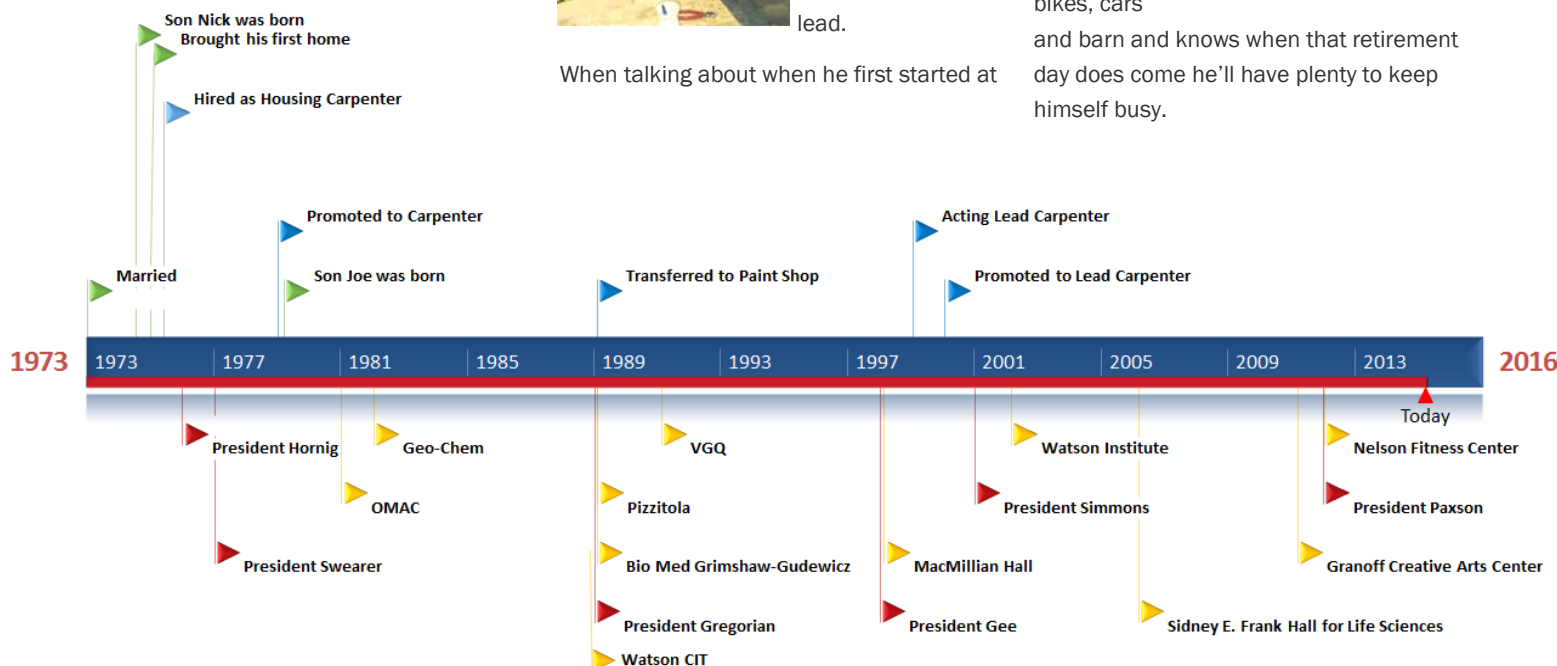 lead.
When talking about when he first started at
bikes, cars
and barn and knows when that retirement
day does come he’ll have plenty to keep
himself busy.
Son Nick was born
Brought his first home
Hired as Housing Carpenter
Promoted to Carpenter
Acting Lead Carpenter
Married
Son Joe was born
Transferred to Paint Shop
Promoted to Lead Carpenter
1973 1973 1977 1981 1985 1989 1993 1997 2001 2005 2009 2013 2016
Today
President Hornig
Geo-Chem
VGQ
Watson Institute
Nelson Fitness Center
OMAC
Pizzitola
President Simmons
President Paxson
President Swearer
Bio Med Grimshaw-Gudewicz
MacMillian Hall
Granoff Creative Arts Center
President Gregorian
President Gee
Sidney E. Frank Hall for Life Sciences
Watson CIT